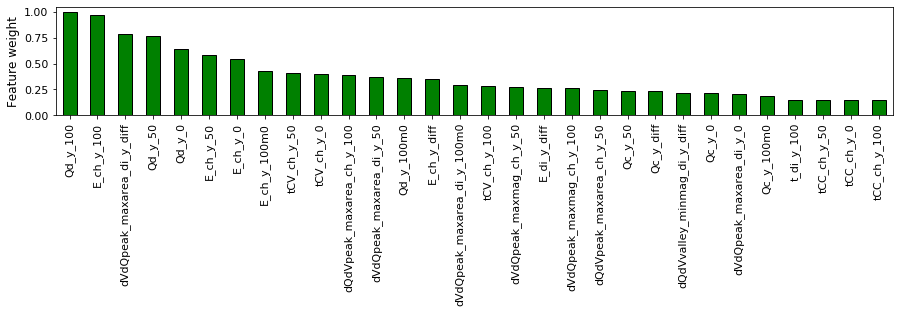 Feature weight
1.00
0.75
0.50
0.25
0.00
Qd_y_100
E_ch_y_100
dVdQpeak_maxarea_di_y_diff
Qd_y_50
Qd_y_0
E_ch_y_50
E_ch_y_0
E_ch_y_100m0
tCV_ch_y_50
tCV_ch_y_0
dQdVpeak_maxarea_ch_y_100
dVdQpeak_maxarea_di_y_50
Qd_y_100m0
E_ch_y_diff
dVdQpeak_maxarea_di_y_100m0
tCV_ch_y_100
dVdQpeak_maxmag_ch_y_50
E_di_y_diff
dVdQpeak_maxmag_ch_y_100
dQdVpeak_maxarea_ch_y_50
Qc_y_50
Qc_y_diff
dQdVvalley_minmag_di_y_diff
Qc_y_0
dVdQpeak_maxarea_di_y_0
Qc_y_100m0
t_di_y_100
tCC_ch_y_50
tCC_ch_y_0
tCC_ch_y_100